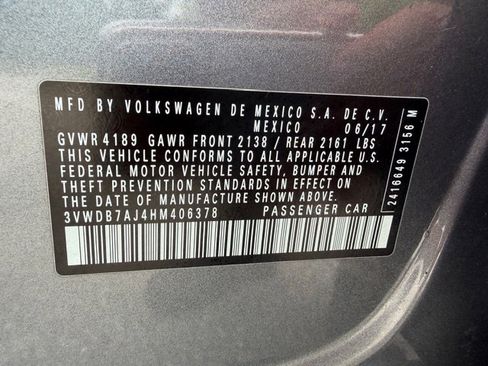 MFD BY VOLKSWAGEN DE MEXICO S.A. DE C.V.
MEXICO 06/17
GVWR 4189 GAWR FRONT 2138 / REAR 2161 LBS
THIS VEHICLE CONFORMS TO ALL APPLICABLE U.S.
FEDERAL MOTOR VEHICLE SAFETY, BUMPER AND
THEFT PREVENTION STANDARDS IN EFFECT ON
THE DATE OF MANUFACTURE SHOWN ABOVE.
3VWDB7AJ4HM406378 PASSENGER CAR
2416649 3156 M